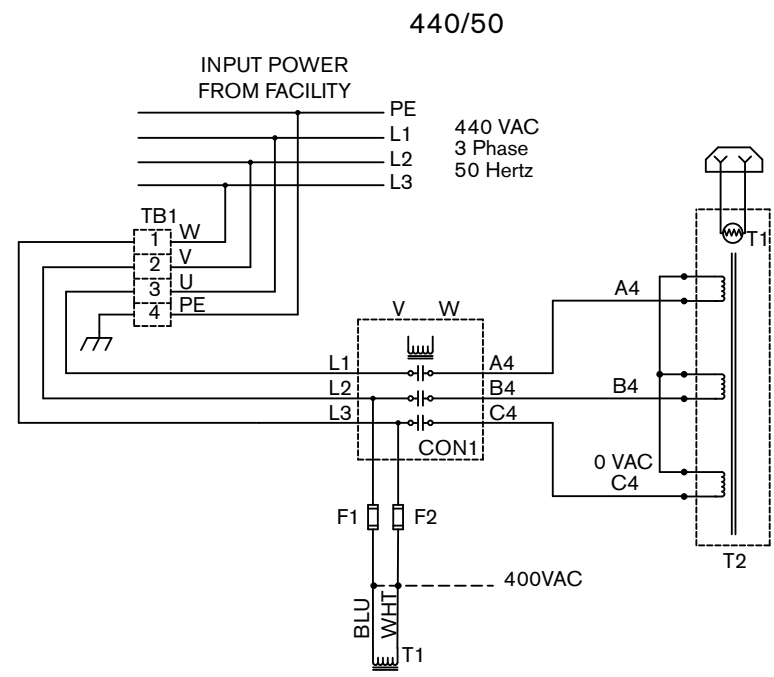 440/50
INPUT POWER
FROM FACILITY
PE
L1
L2
L3
440 VAC
3 Phase
50 Hertz
TB1
1 W
2 V
3 U
4 PE
V W
L1 A4
L2 B4
L3 C4
CON1
A4
B4
0 VAC
C4
T1
T2
F1 F2
400VAC
BLU
WHT
T1